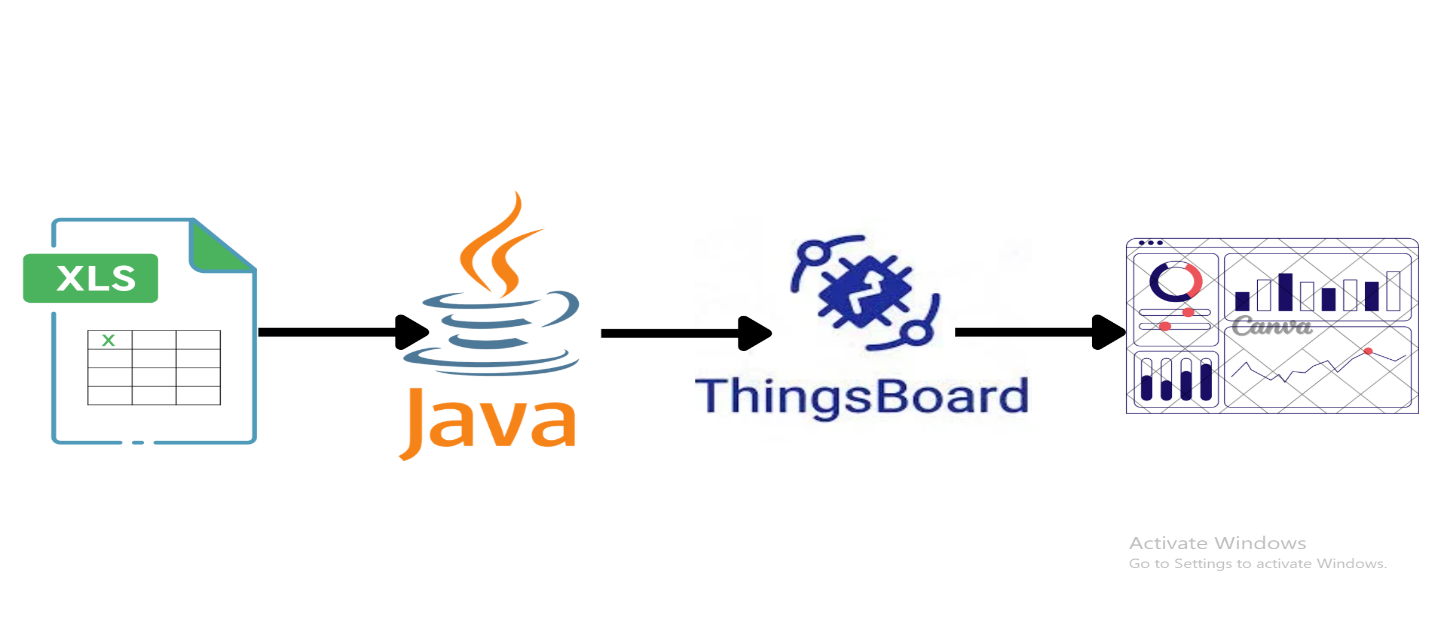 XLS
X
Java
ThingsBoard
Canva
Activate Windows
Go to Settings to activate Windows.